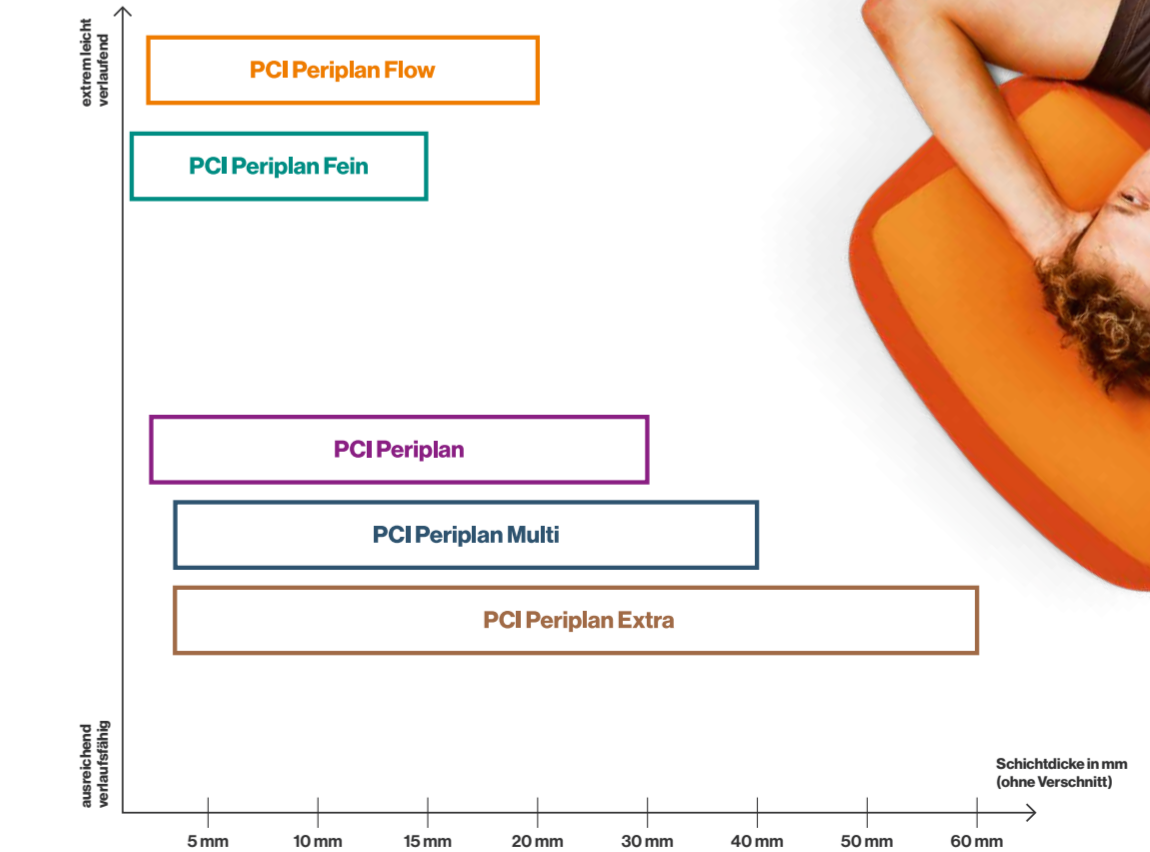 extrem leicht
verlaufend
PCI Periplan Flow
PCI Periplan Fein
PCI Periplan
PCI Periplan Multi
PCI Periplan Extra
ausreichend
verlaufsfähig
Schichtdicke in mm
(ohne Verschnitt)
5 mm 10 mm 15 mm 20 mm 30 mm 40 mm 50 mm 60 mm